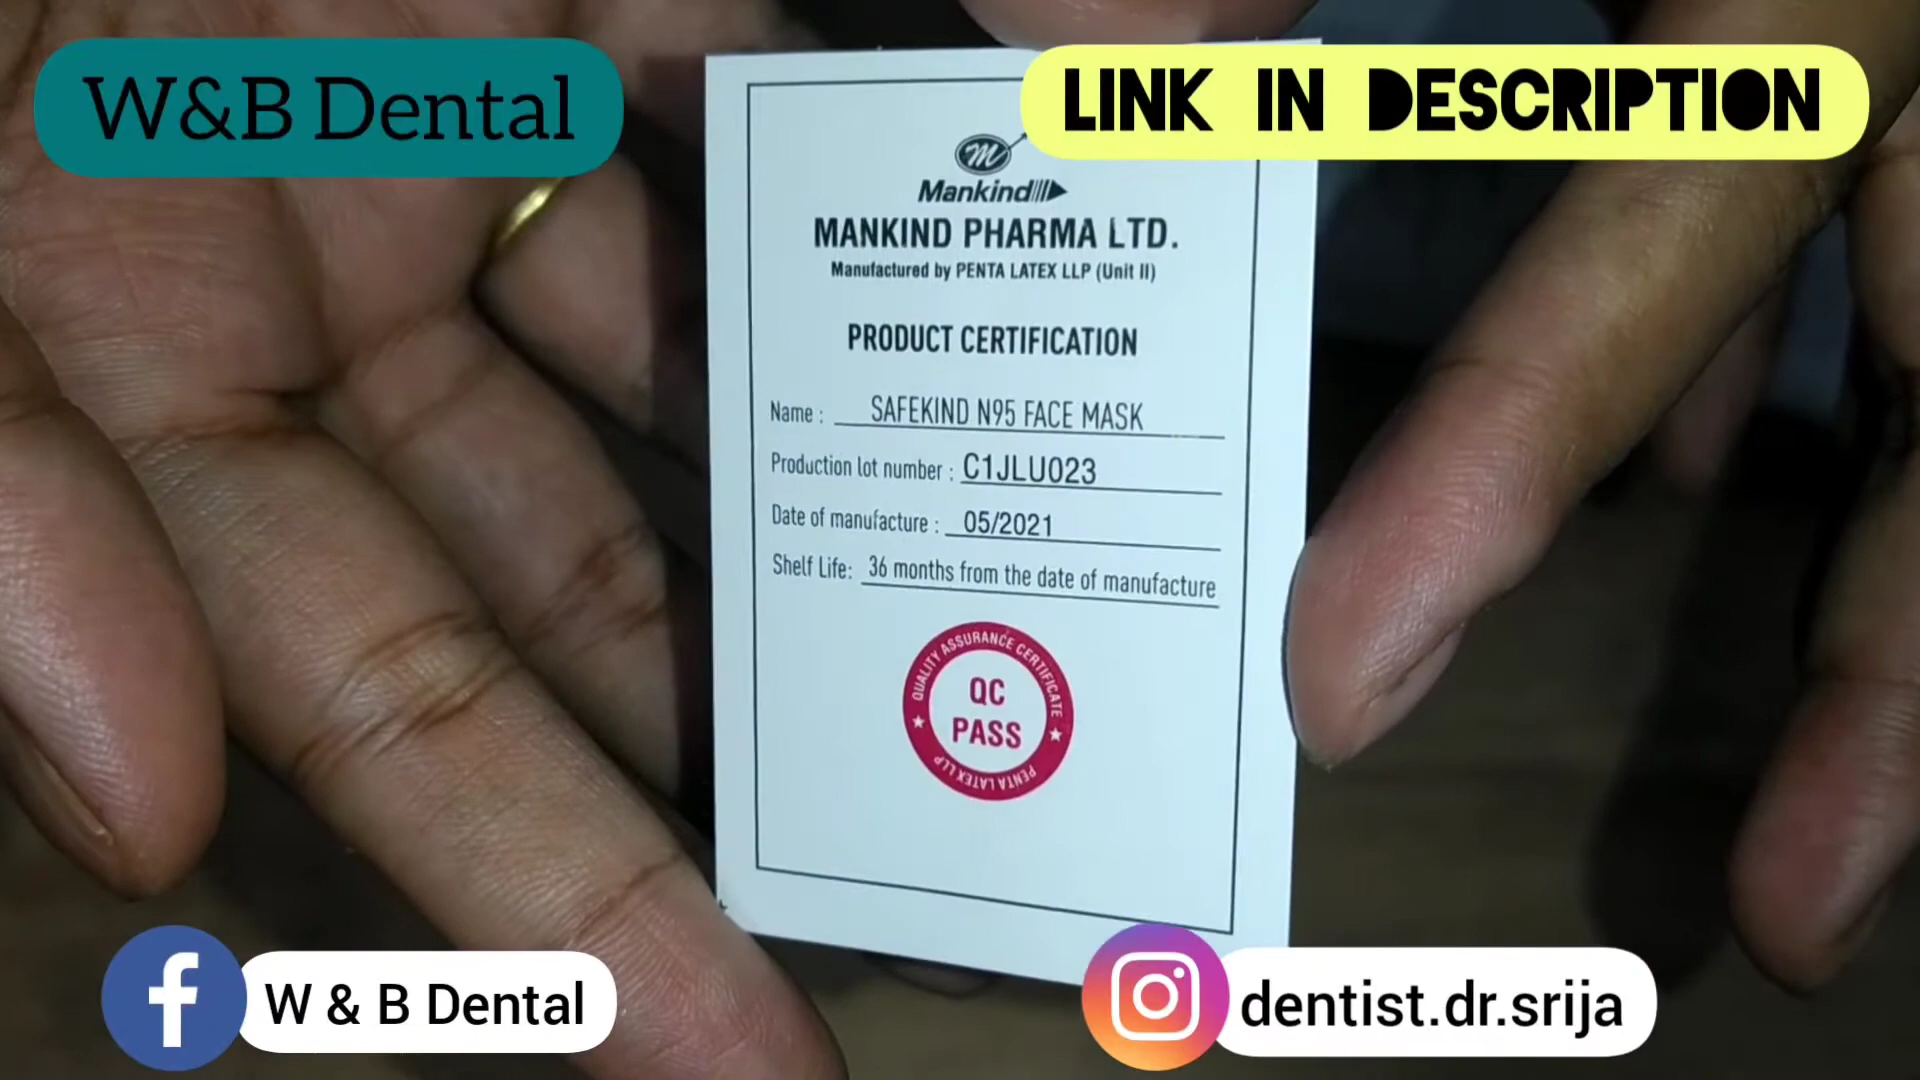 W&B Dental
LINK IN DESCRIPTION
m
Mankind
MANKIND PHARMA LTD.
Manufactured by PENTA LATEX LLP (Unit II)
PRODUCT CERTIFICATION
Name : SAFEKIND N95 FACE MASK
Production lot number : C1JLU023
Date of manufacture : 05/2021
Shelf Life: 36 months from the date of manufacture
QUALITY ASSURANCE CERTIFICATE
QC
PASS
PENTA LATEX LLP
W & B Dental
dentist.dr.srija